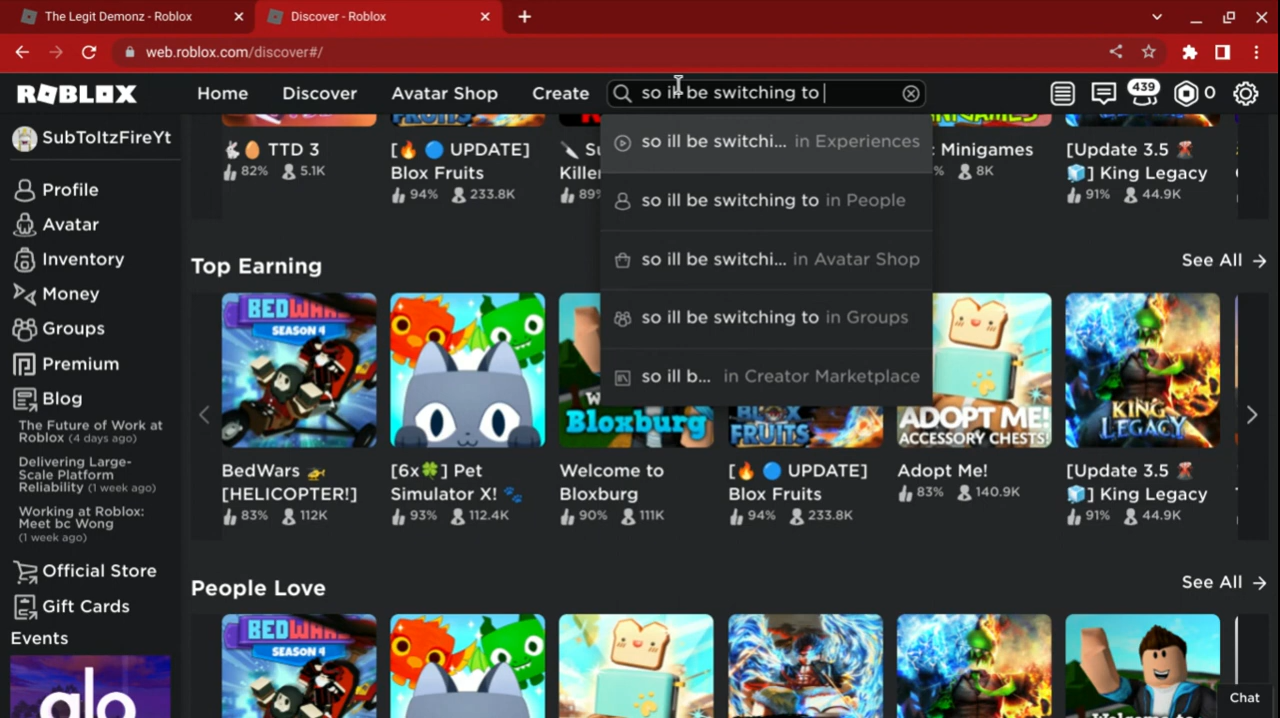 The Legit Demonz - Roblox
Discover - Roblox
web.roblox.com/discover#/
ROBLOX
Home
Discover
Avatar Shop
Create
so ill be switching to
439
0
SubToItzFireYt
Profile
Avatar
Inventory
Money
Groups
Premium
Blog
The Future of Work at
Roblox (4 days ago)
Delivering Large-
Scale Platform
Reliability (1 week ago)
Working at Roblox:
Meet bc Wong
(1 week ago)
Official Store
Gift Cards
Events
glo
so ill be switchi... in Experiences
so ill be switching to in People
so ill be switchi... in Avatar Shop
so ill be switching to in Groups
so ill b... in Creator Marketplace
🐇🥚 TTD 3
82% 5.1K
[🔥 🔵 UPDATE]
Blox Fruits
94% 233.8K
Killer
89%
: Minigames
% 8K
[Update 3.5 🌋
🧊] King Legacy
91% 44.9K
Top Earning
See All →
BEDWARS
SEASON 4
BedWars 🚁
[HELICOPTER!]
83% 112K
[6x🍀] Pet
Simulator X! 🐾
93% 112.4K
Bloxburg
Welcome to
Bloxburg
90% 111K
BLOX
FRUITS
[🔥 🔵 UPDATE]
Blox Fruits
94% 233.8K
ADOPT ME!
ACCESSORY CHESTS!
Adopt Me!
83% 140.9K
KING
LEGACY
[Update 3.5 🌋
🧊] King Legacy
91% 44.9K
People Love
See All →
BEDWARS
SEASON 4
Chat